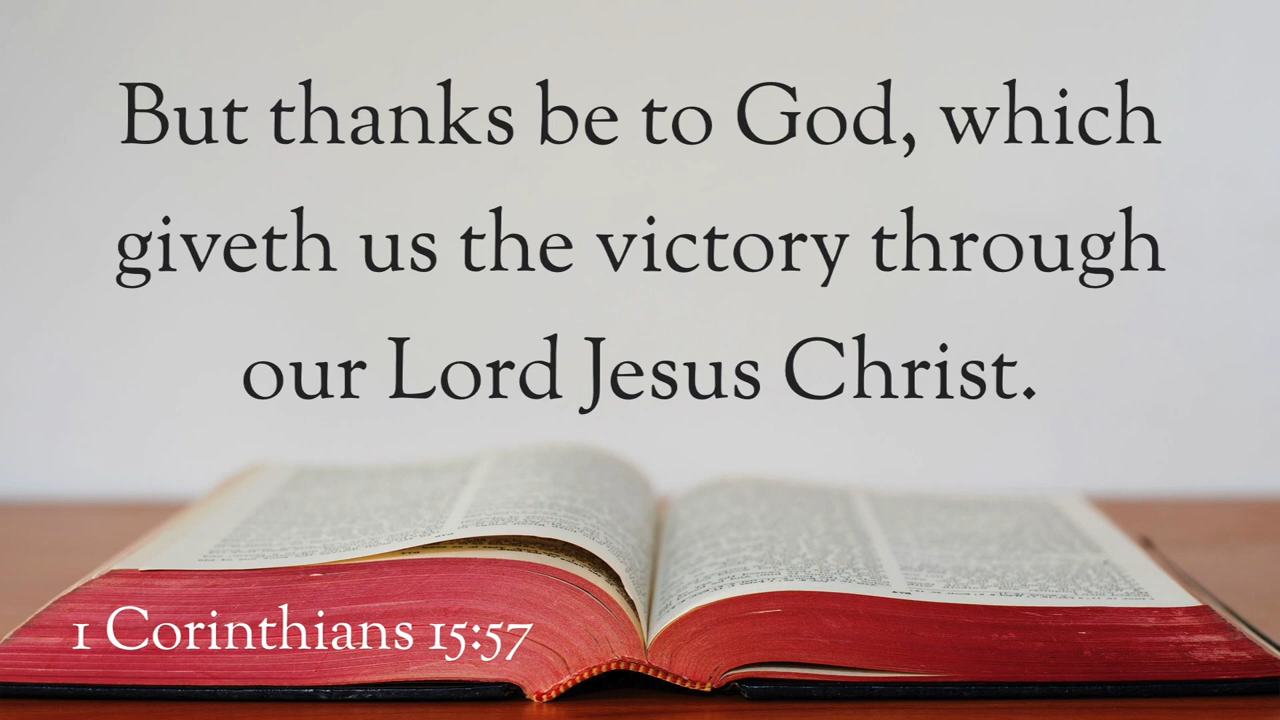 But thanks be to God, which
giveth us the victory through
our Lord Jesus Christ.
1 Corinthians 15:57